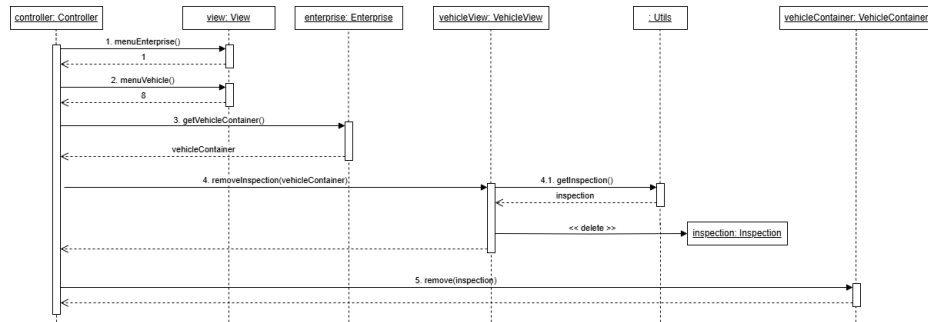 controller: Controller
view: View
enterprise: Enterprise
vehicleView: VehicleView
: Utils
vehicleContainer: VehicleContainer
1. menuEnterprise()
1
2. menuVehicle()
8
3. getVehicleContainer()
vehicleContainer
4. removeInspection(vehicleContainer)
4.1. getInspection()
inspection
<< delete >>
inspection: Inspection
5. remove(inspection)